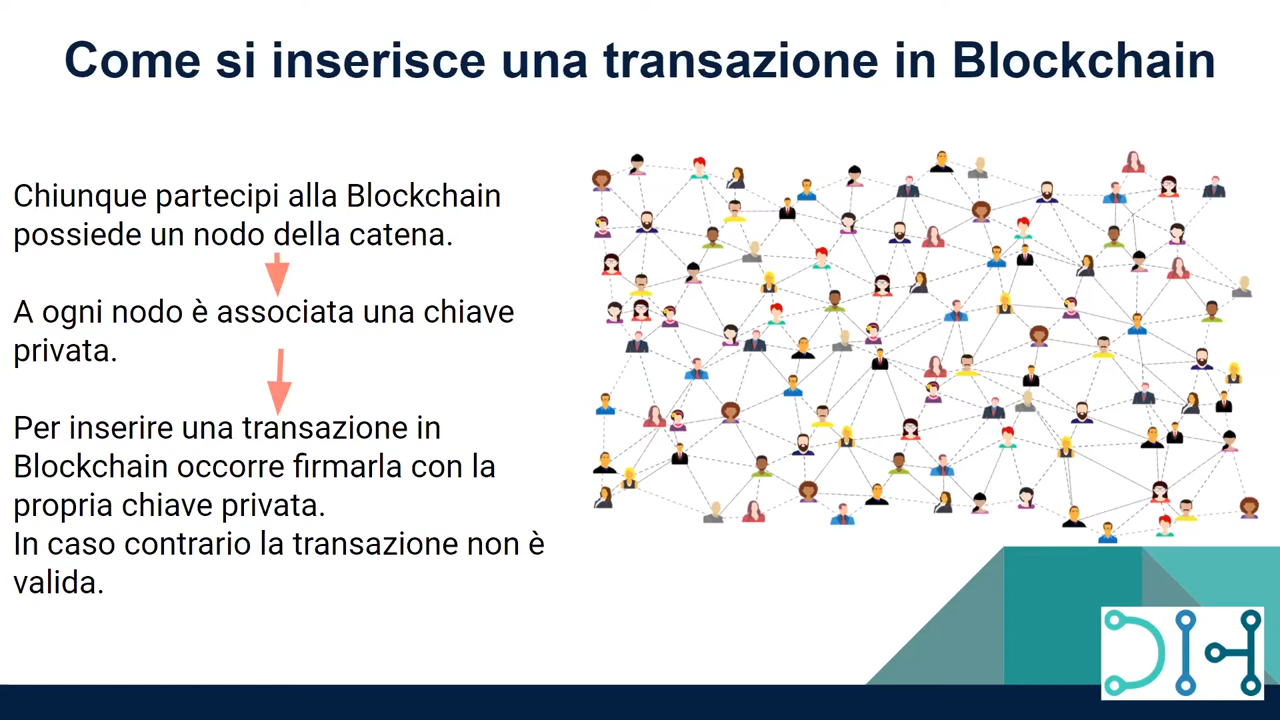 Come si inserisce una transazione in Blockchain
Chiunque partecipi alla Blockchain
possiede un nodo della catena.
A ogni nodo è associata una chiave
privata.
Per inserire una transazione in
Blockchain occorre firmarla con la
propria chiave privata.
In caso contrario la transazione non è
valida.
DIH